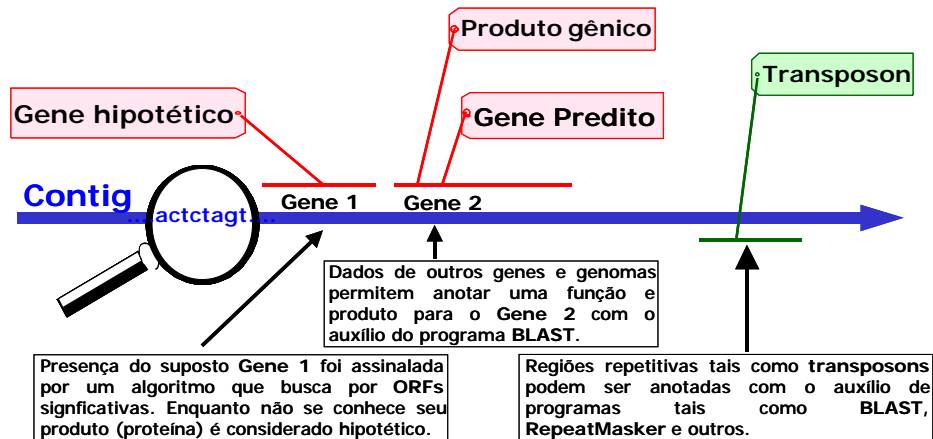 Produto gênico
Transposon
Gene hipotético
Gene Predito
Contig
Gene 1
Gene 2
....actctagt....
Dados de outros genes e genomas
permitem anotar uma função e
produto para o Gene 2 com o
auxílio do programa BLAST.
Presença do suposto Gene 1 foi assinalada
por um algoritmo que busca por ORFs
signficativas. Enquanto não se conhece seu
produto (proteína) é considerado hipotético.
Regiões repetitivas tais como transposons
podem ser anotadas com o auxílio de
programas tais como BLAST,
RepeatMasker e outros.